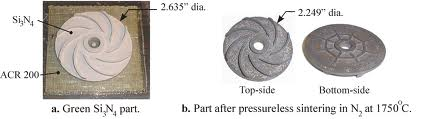 Si₃N₄
2.635" dia.
ACR 200
a. Green Si₃N₄ part.
2.249" dia.
Top-side
Bottom-side
b. Part after pressureless sintering in N₂ at 1750°C.